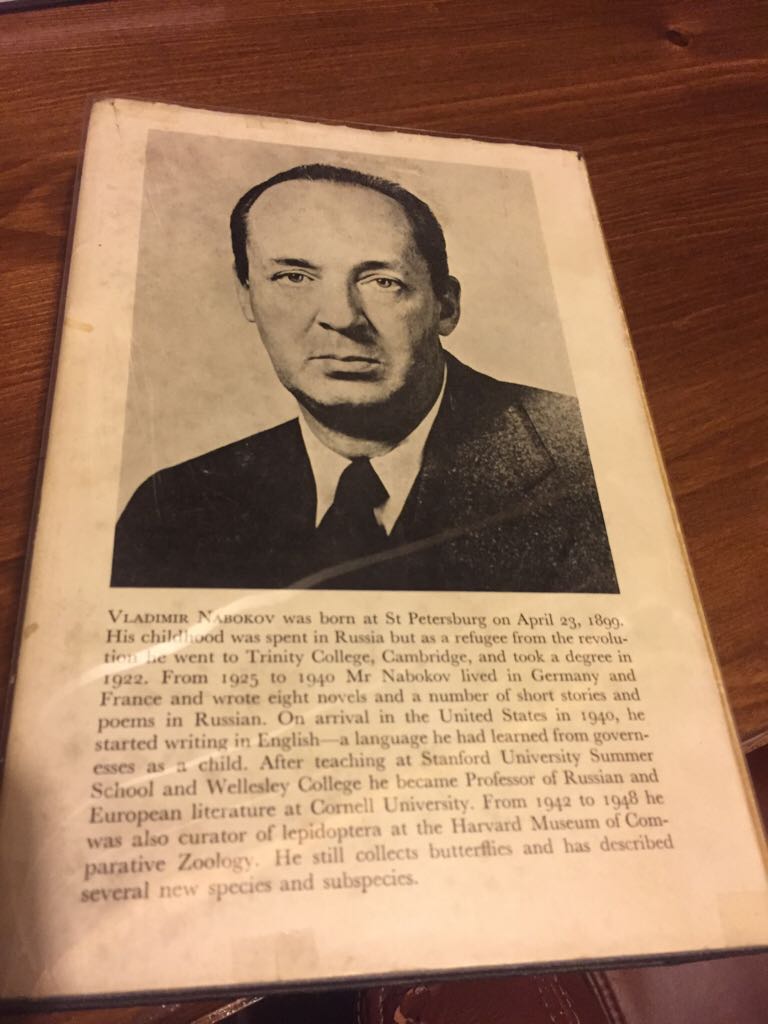 VLADIMIR NABOKOV was born at St Petersburg on April 23, 1899.
His childhood was spent in Russia but as a refugee from the revolu-
tion he went to Trinity College, Cambridge, and took a degree in
1922. From 1925 to 1940 Mr Nabokov lived in Germany and
France and wrote eight novels and a number of short stories and
poems in Russian. On arrival in the United States in 1940, he
started writing in English—a language he had learned from govern-
esses as a child. After teaching at Stanford University Summer
School and Wellesley College he became Professor of Russian and
European literature at Cornell University. From 1942 to 1948 he
was also curator of lepidoptera at the Harvard Museum of Com-
parative Zoology. He still collects butterflies and has described
several new species and subspecies.